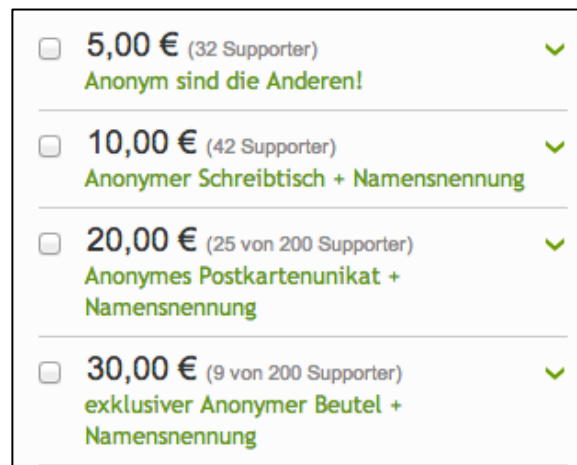 5,00 € (32 Supporter)
Anonym sind die Anderen!
10,00 € (42 Supporter)
Anonymer Schreibtisch + Namensnennung
20,00 € (25 von 200 Supporter)
Anonymes Postkartenunikat +
Namensnennung
30,00 € (9 von 200 Supporter)
exklusiver Anonymer Beutel +
Namensnennung